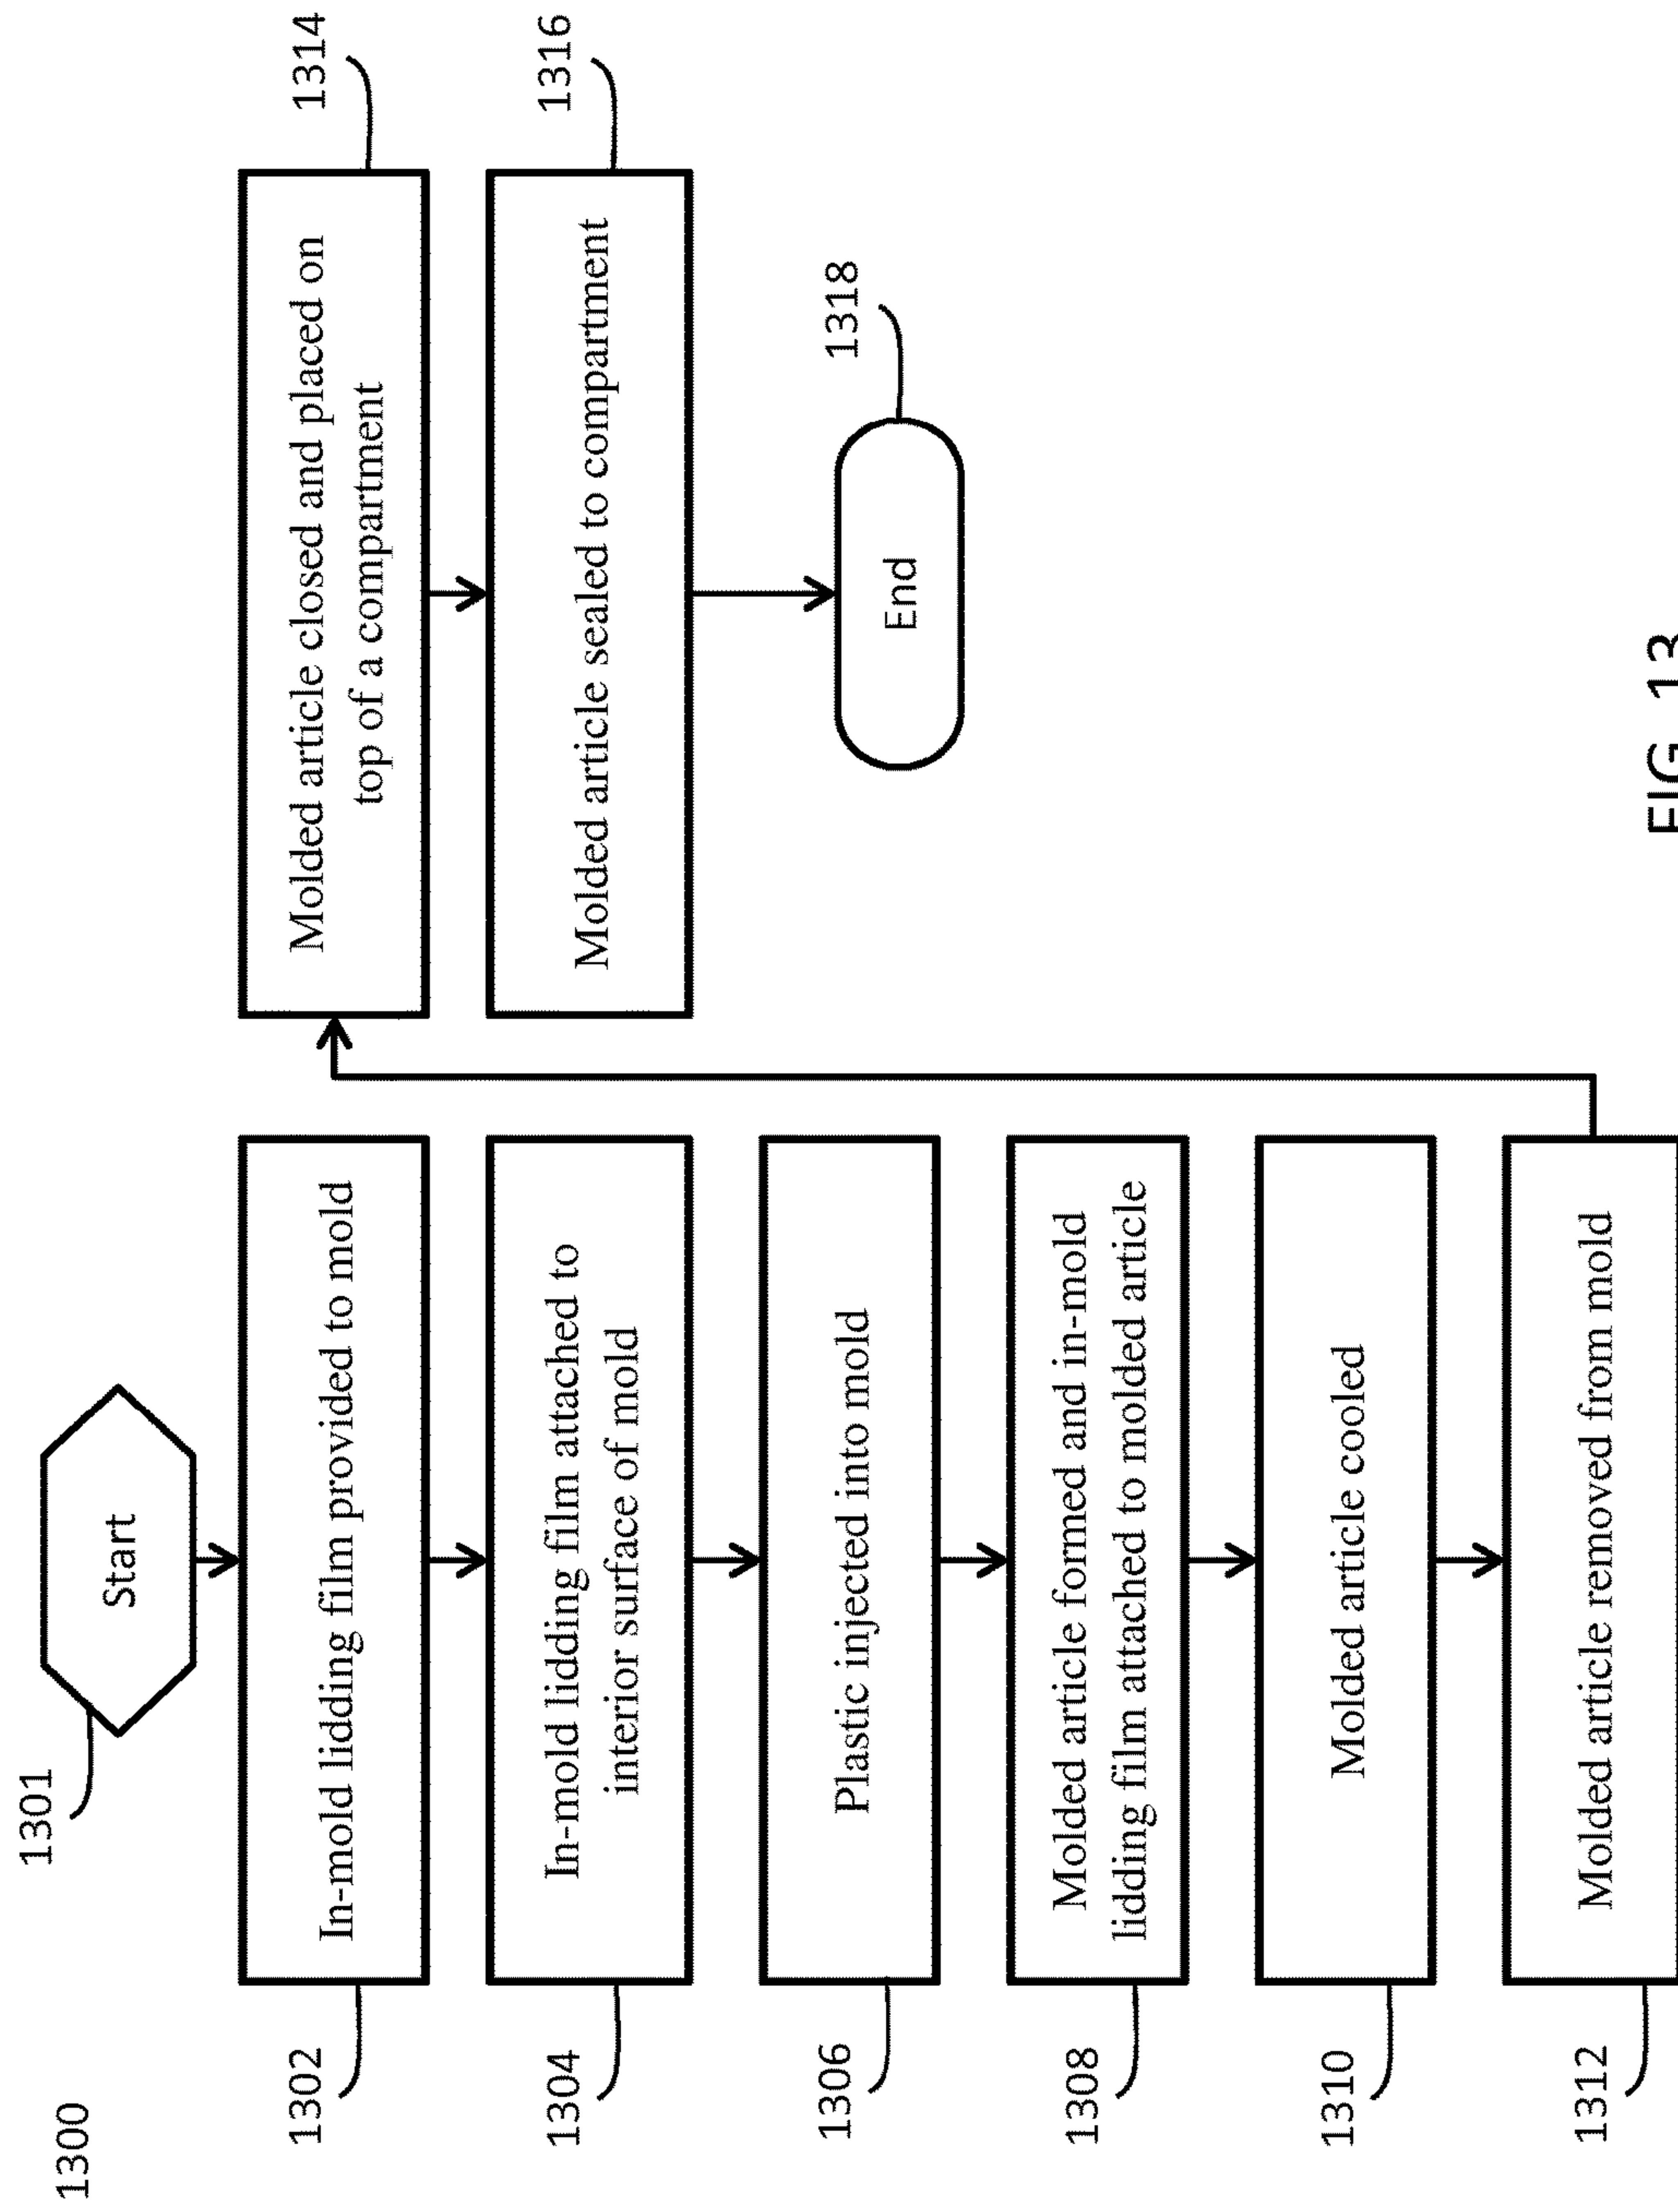 1300
1301
Start
1302
In-mold lidding film provided to mold
1304
In-mold lidding film attached to
interior surface of mold
1306
Plastic injected into mold
1308
Molded article formed and in-mold
lidding film attached to molded article
1310
Molded article cooled
1312
Molded article removed from mold
1314
Molded article closed and placed on
top of a compartment
1316
Molded article sealed to compartment
1318
End
FIG. 13